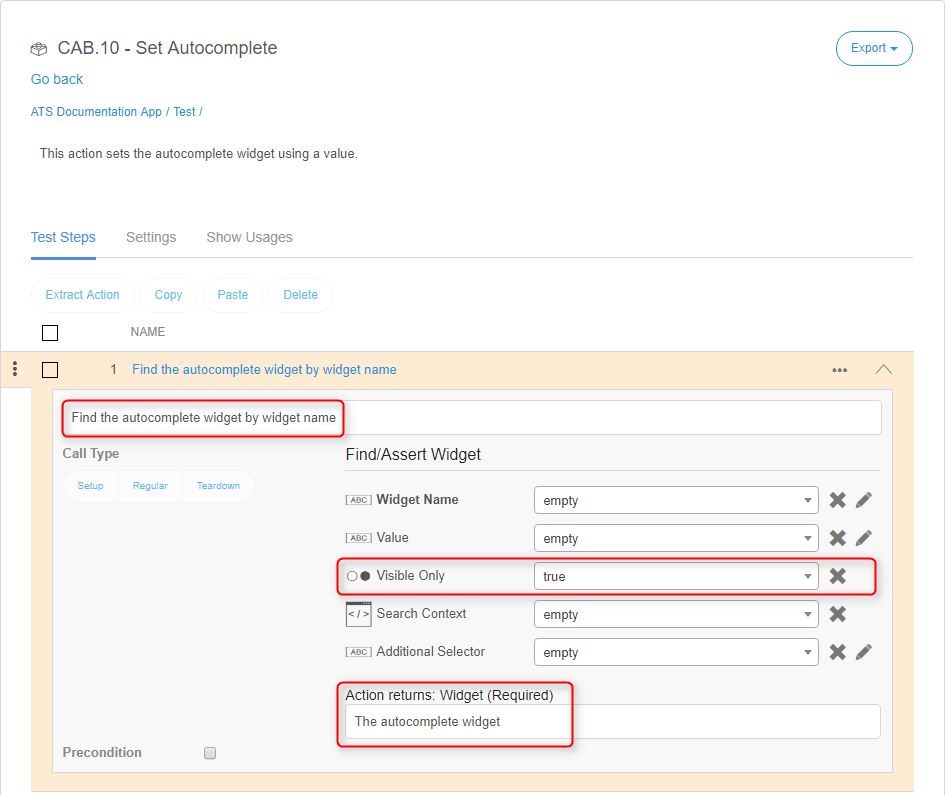 CAB.10 - Set Autocomplete
Export
Go back
ATS Documentation App / Test /
This action sets the autocomplete widget using a value.
Test Steps Settings Show Usages
Extract Action Copy Paste Delete
NAME
1 Find the autocomplete widget by widget name
Find the autocomplete widget by widget name
Call Type
Find/Assert Widget
Setup Regular Teardown
ABC Widget Name empty
ABC Value empty
Visible Only true
</> Search Context empty
ABC Additional Selector empty
Action returns: Widget (Required)
The autocomplete widget
Precondition